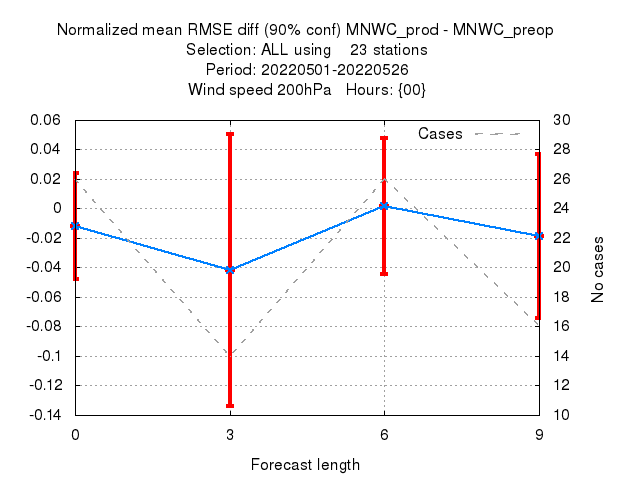 Normalized mean RMSE diff (90% conf) MNWC_prod - MNWC_preop
Selection: ALL using 23 stations
Period: 20220501-20220526
Wind speed 200hPa Hours: {00}
Cases
0.06
0.04
0.02
0
-0.02
-0.04
-0.06
-0.08
-0.1
-0.12
-0.14
30
28
26
24
22
20
18
16
14
12
10
No cases
0 3 6 9
Forecast length